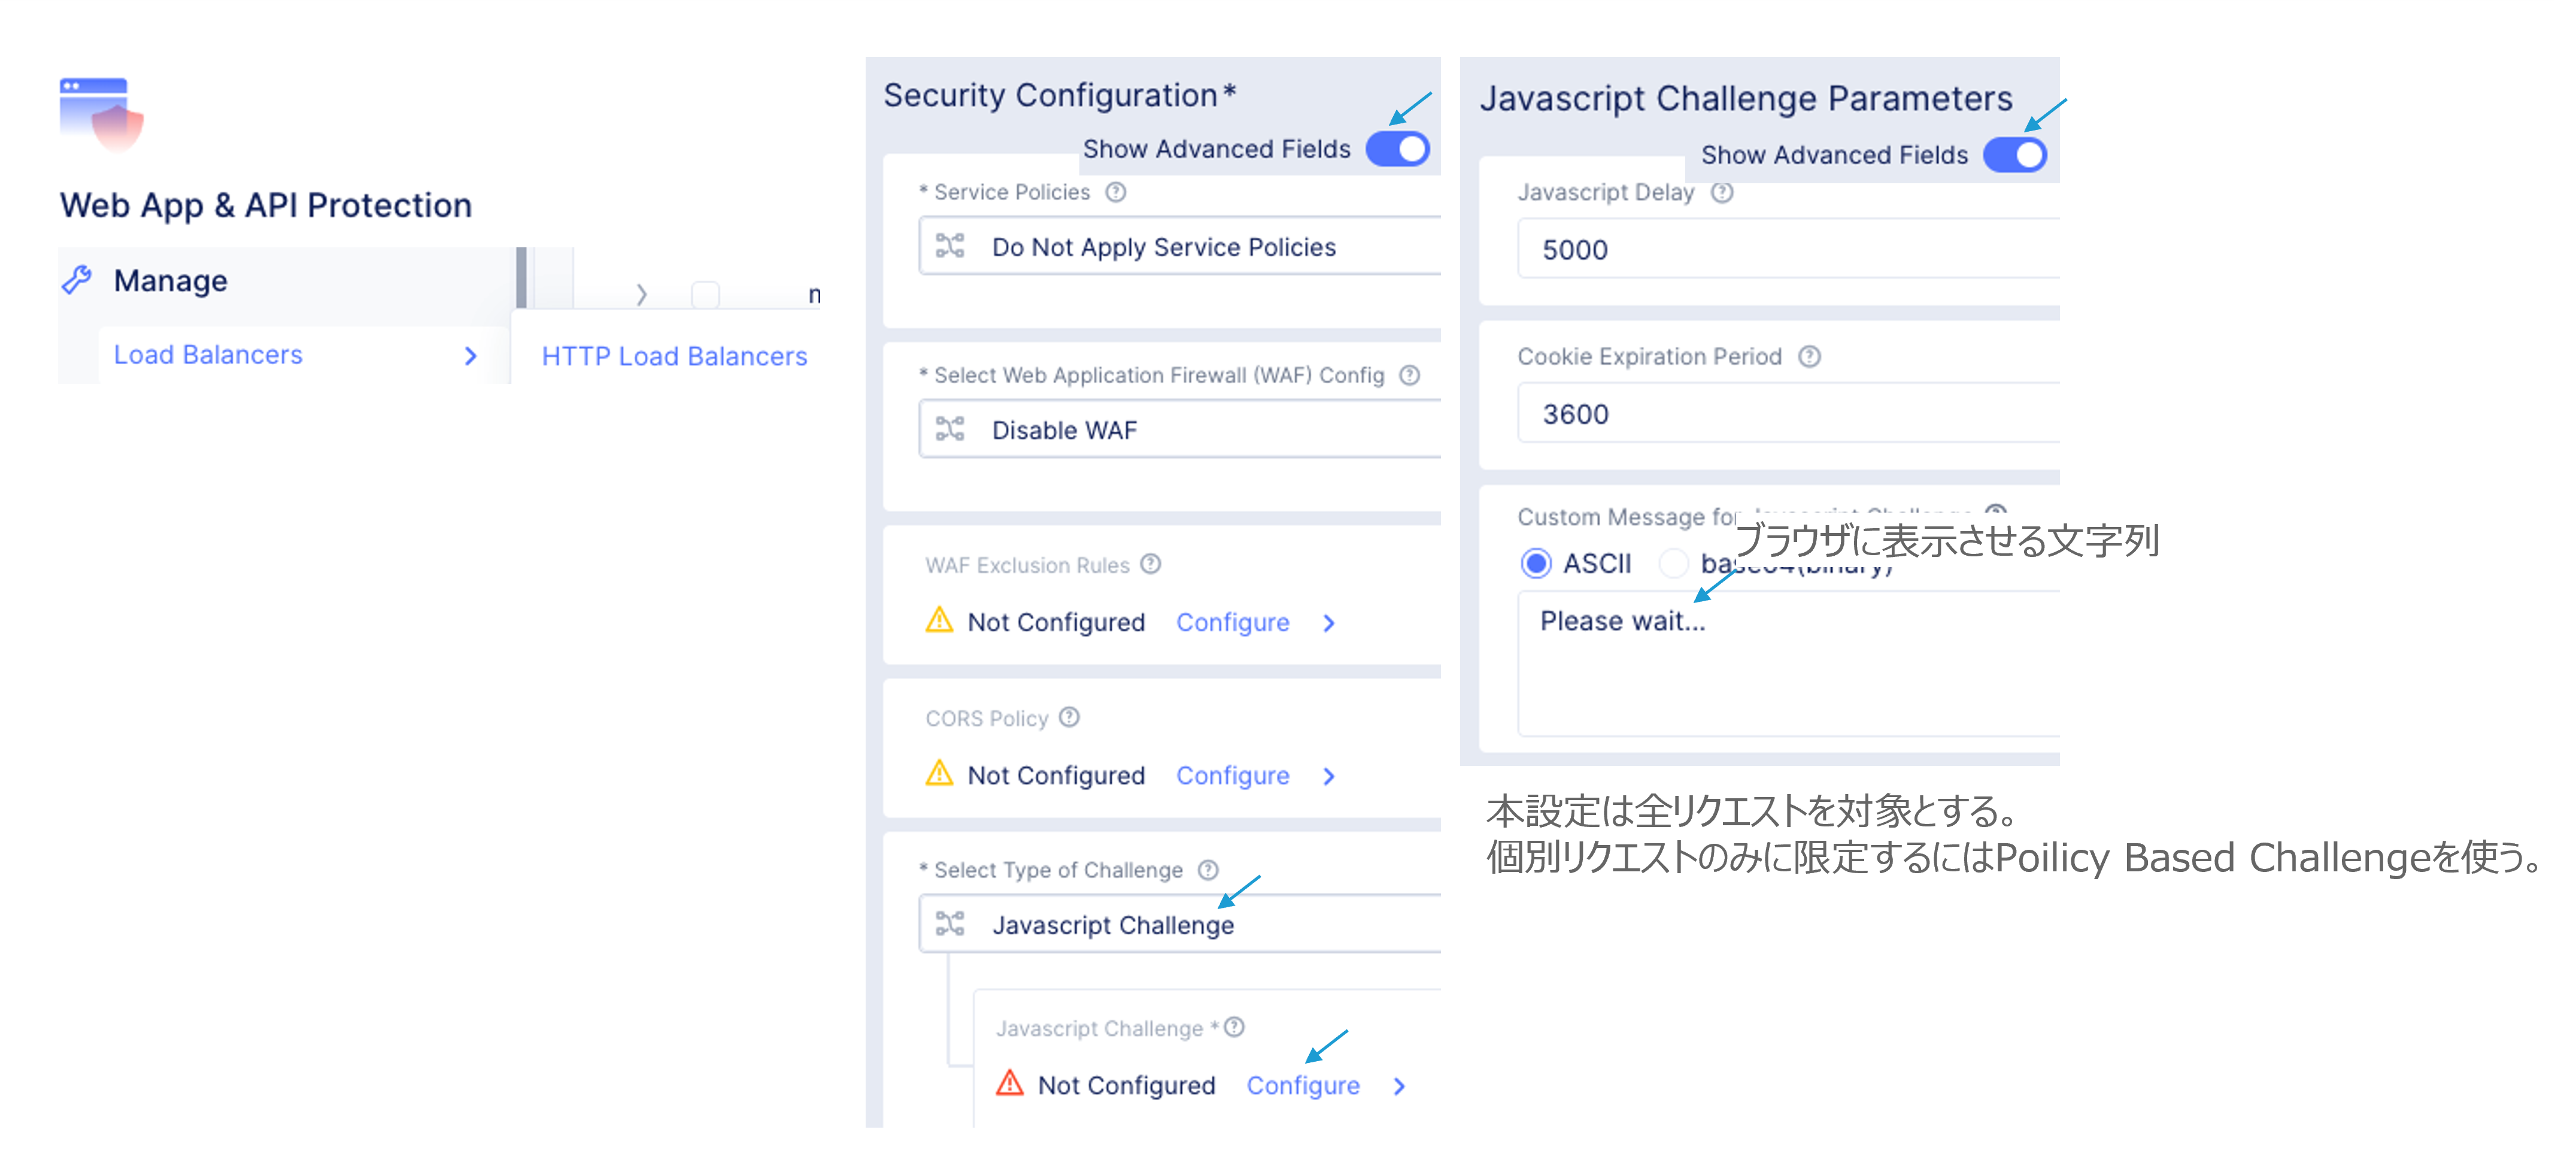 Web App & API Protection
Manage
Load Balancers
HTTP Load Balancers
Security Configuration*
Show Advanced Fields
* Service Policies
Do Not Apply Service Policies
* Select Web Application Firewall (WAF) Config
Disable WAF
WAF Exclusion Rules
Not Configured Configure
CORS Policy
Not Configured Configure
* Select Type of Challenge
Javascript Challenge
Javascript Challenge *
Not Configured Configure
Javascript Challenge Parameters
Show Advanced Fields
Javascript Delay
5000
Cookie Expiration Period
3600
Custom Message for
ブラウザに表示させる文字列
ASCII
Please wait...
本設定は全リクエストを対象とする。
個別リクエストのみに限定するにはPoilicy Based Challengeを使う。